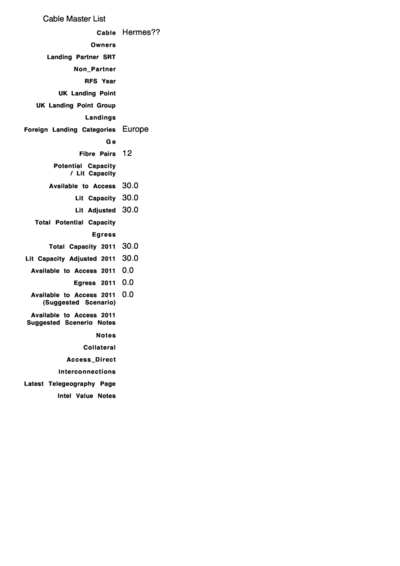 Cable Master List
Cable Hermes??
Owners
Landing Partner SRT
Non_Partner
RFS Year
UK Landing Point
UK Landing Point Group
Landings
Foreign Landing Categories Europe
Ge
Fibre Pairs 12
Potential Capacity
/ Lit Capacity
Available to Access 30.0
Lit Capacity 30.0
Lit Adjusted 30.0
Total Potential Capacity
Egress
Total Capacity 2011 30.0
Lit Capacity Adjusted 2011 30.0
Available to Access 2011 0.0
Egress 2011 0.0
Available to Access 2011 0.0
(Suggested Scenario)
Available to Access 2011
Suggested Scenerio Notes
Notes
Collateral
Access_Direct
Interconnections
Latest Telegeography Page
Intel Value Notes